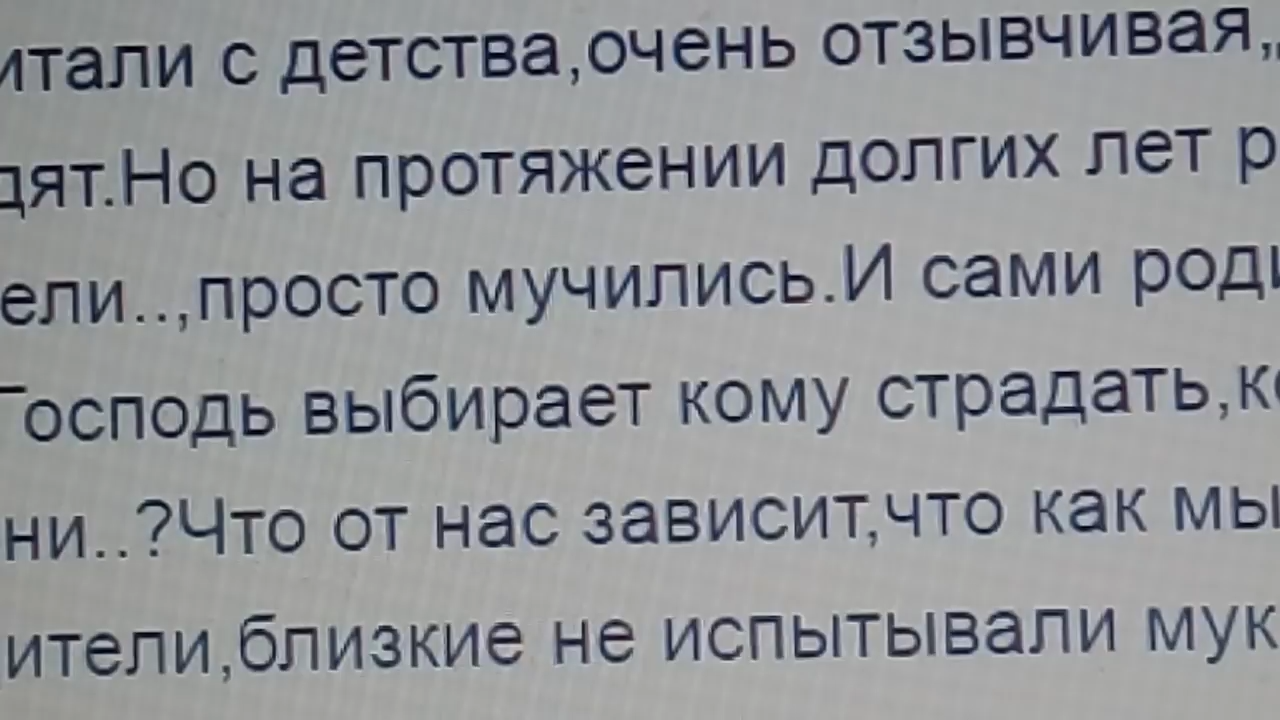 итали с детства,очень отзывчивая,,
дят.Но на протяжении долгих лет р
ели..,просто мучились.И сами роди
Господь выбирает кому страдать,к
ни..?Что от нас зависит,что как мы
ители,близкие не испытывали мук